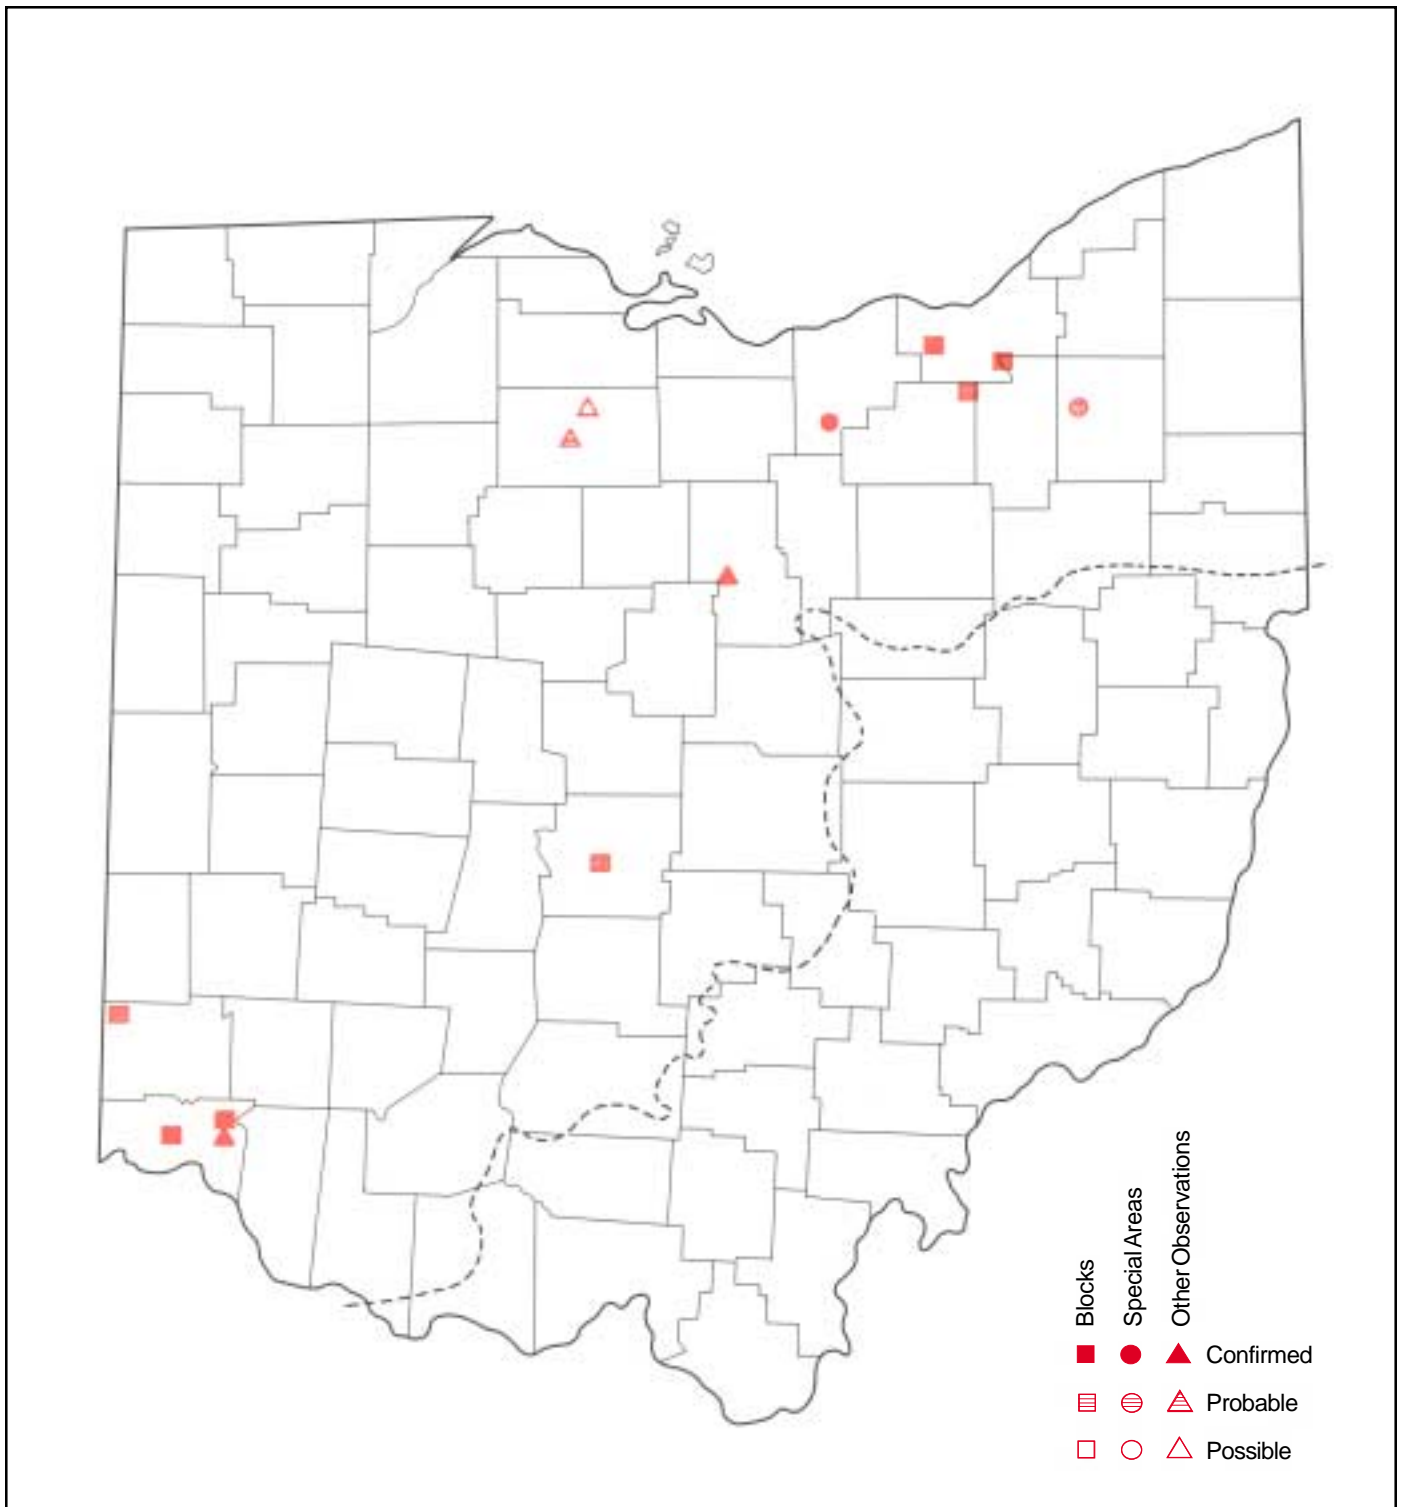 Blocks
Special Areas
Other Observations
Confirmed
Probable
Possible